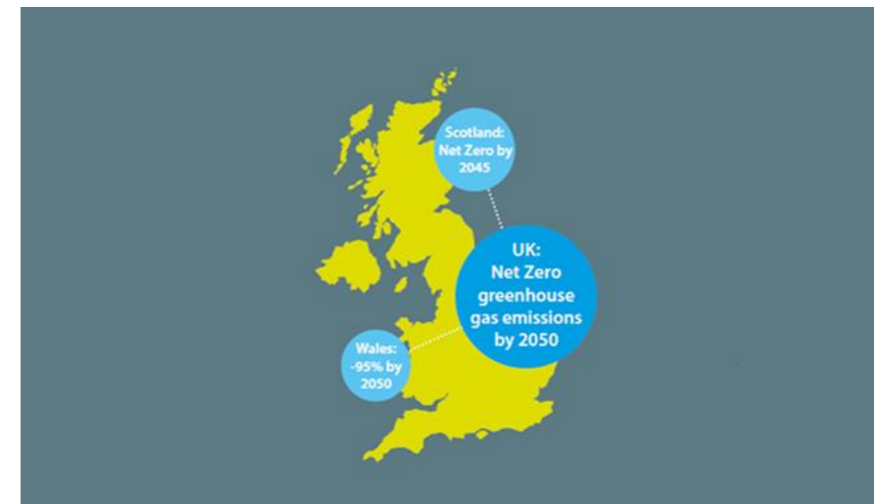 Scotland:
Net Zero by
2045
UK:
Net Zero
greenhouse
gas emissions
by 2050
Wales:
-95% by
2050